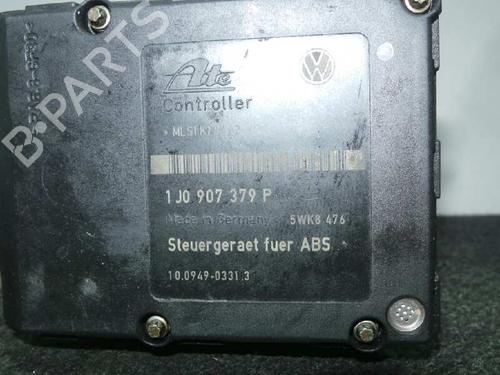 B-PARTS
Ate
Controller
1J0 907 379 P
Made in Germany 5WK8 476
Steuergeraet fuer ABS
10.0949-0331.3